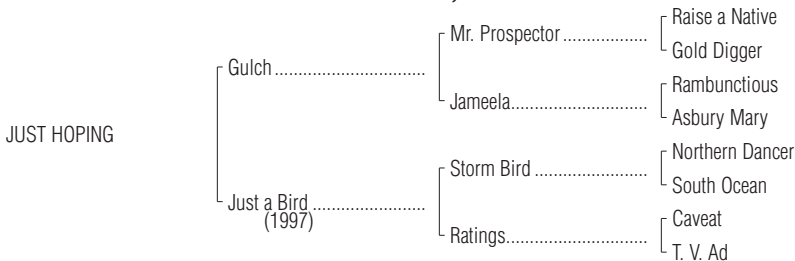 Raise a Native
Mr. Prospector ....................
Gold Digger
Gulch ................................
Rambunctious
Jameela.............................
Asbury Mary
JUST HOPING
Northern Dancer
Storm Bird ........................
South Ocean
Just a Bird ........................
(1997)
Caveat
Ratings..............................
T. V. Ad